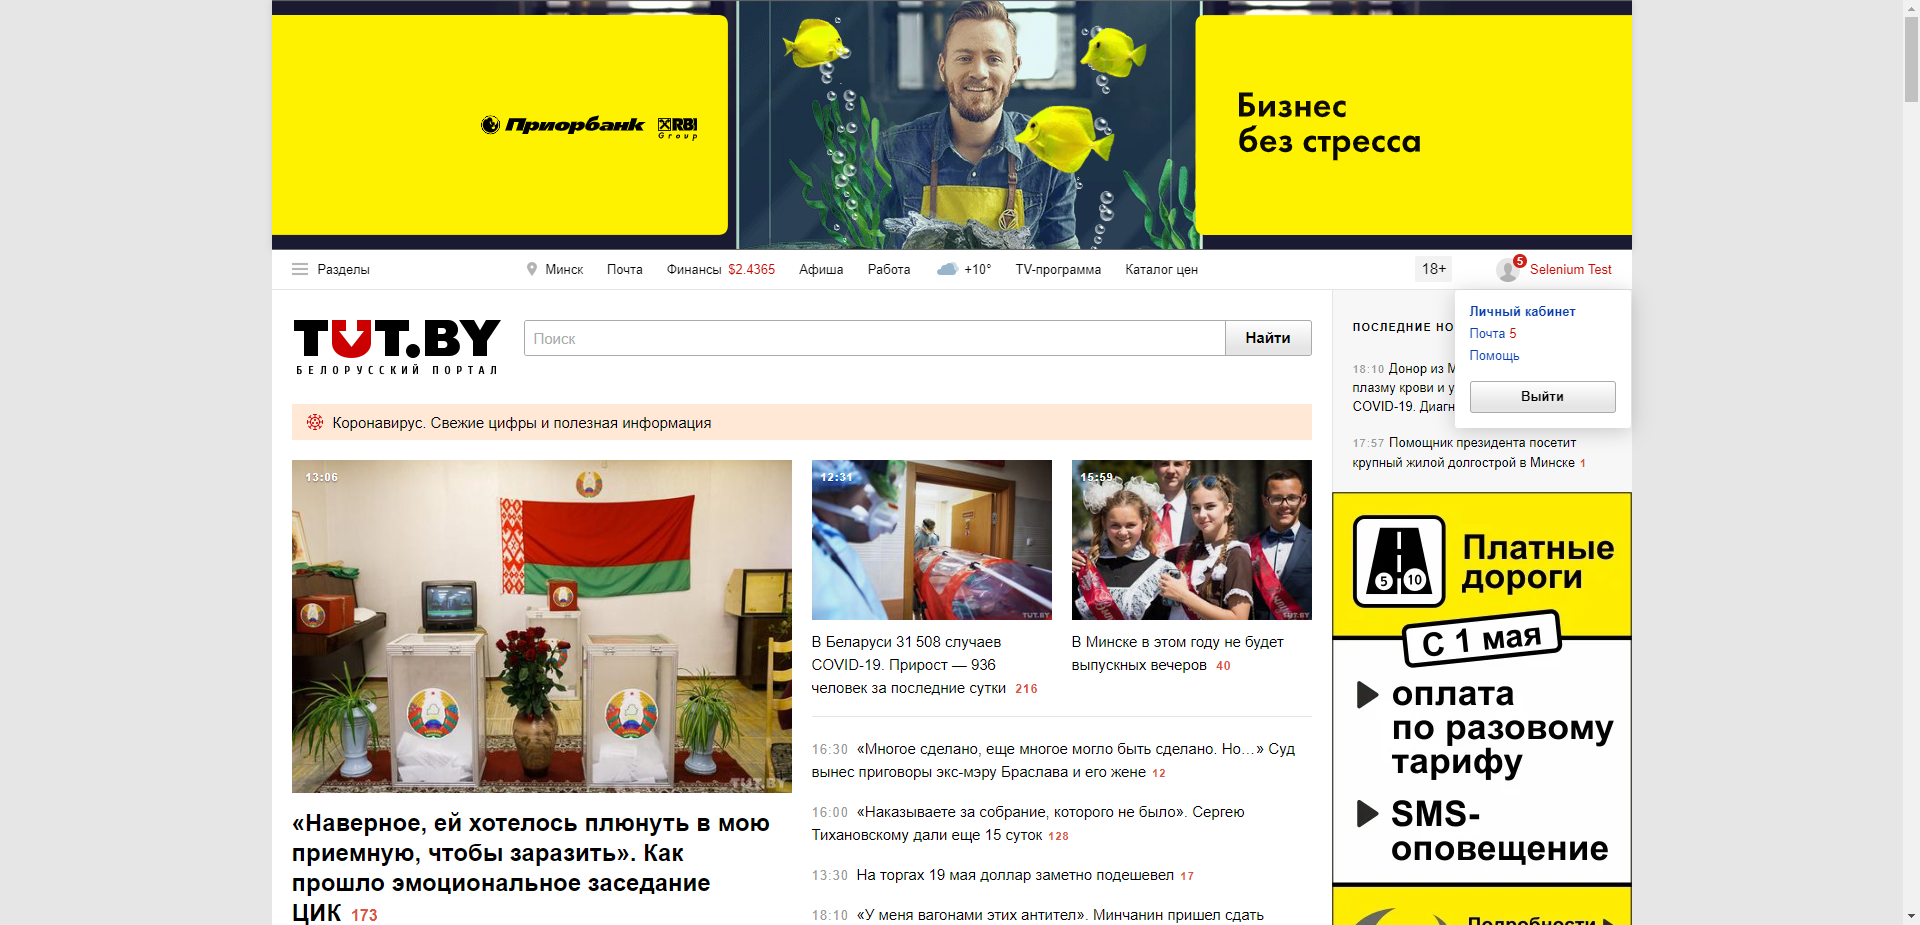 Приорбанк RBI Group
Бизнес
без стресса
Разделы
Минск
Почта
Финансы $2.4365
Афиша
Работа
+10°
TV-программа
Каталог цен
18+
5
Selenium Test
TUT.BY
БЕЛОРУССКИЙ ПОРТАЛ
Поиск
Найти
Коронавирус. Свежие цифры и полезная информация
13:06
TUT.BY
«Наверное, ей хотелось плюнуть в мою
приемную, чтобы заразить». Как
прошло эмоциональное заседание
ЦИК 173
12:31
TUT.BY
В Беларуси 31 508 случаев
COVID-19. Прирост — 936
человек за последние сутки 216
15:59
TUT.BY
В Минске в этом году не будет
выпускных вечеров 40
16:30 «Многое сделано, еще многое могло быть сделано. Но…» Суд
вынес приговоры экс-мэру Браслава и его жене 12
16:00 «Наказываете за собрание, которого не было». Сергею
Тихановскому дали еще 15 суток 128
13:30 На торгах 19 мая доллар заметно подешевел 17
18:10 «У меня вагонами этих антител». Минчанин пришел сдать
ПОСЛЕДНИЕ НО
18:10 Донор из М
плазму крови и у
COVID-19. Диагн
17:57 Помощник президента посетит
крупный жилой долгострой в Минске 1
Личный кабинет
Почта 5
Помощь
Выйти
5 10
Платные
дороги
С 1 мая
оплата
по разовому
тарифу
SMS-
оповещение
Подробности